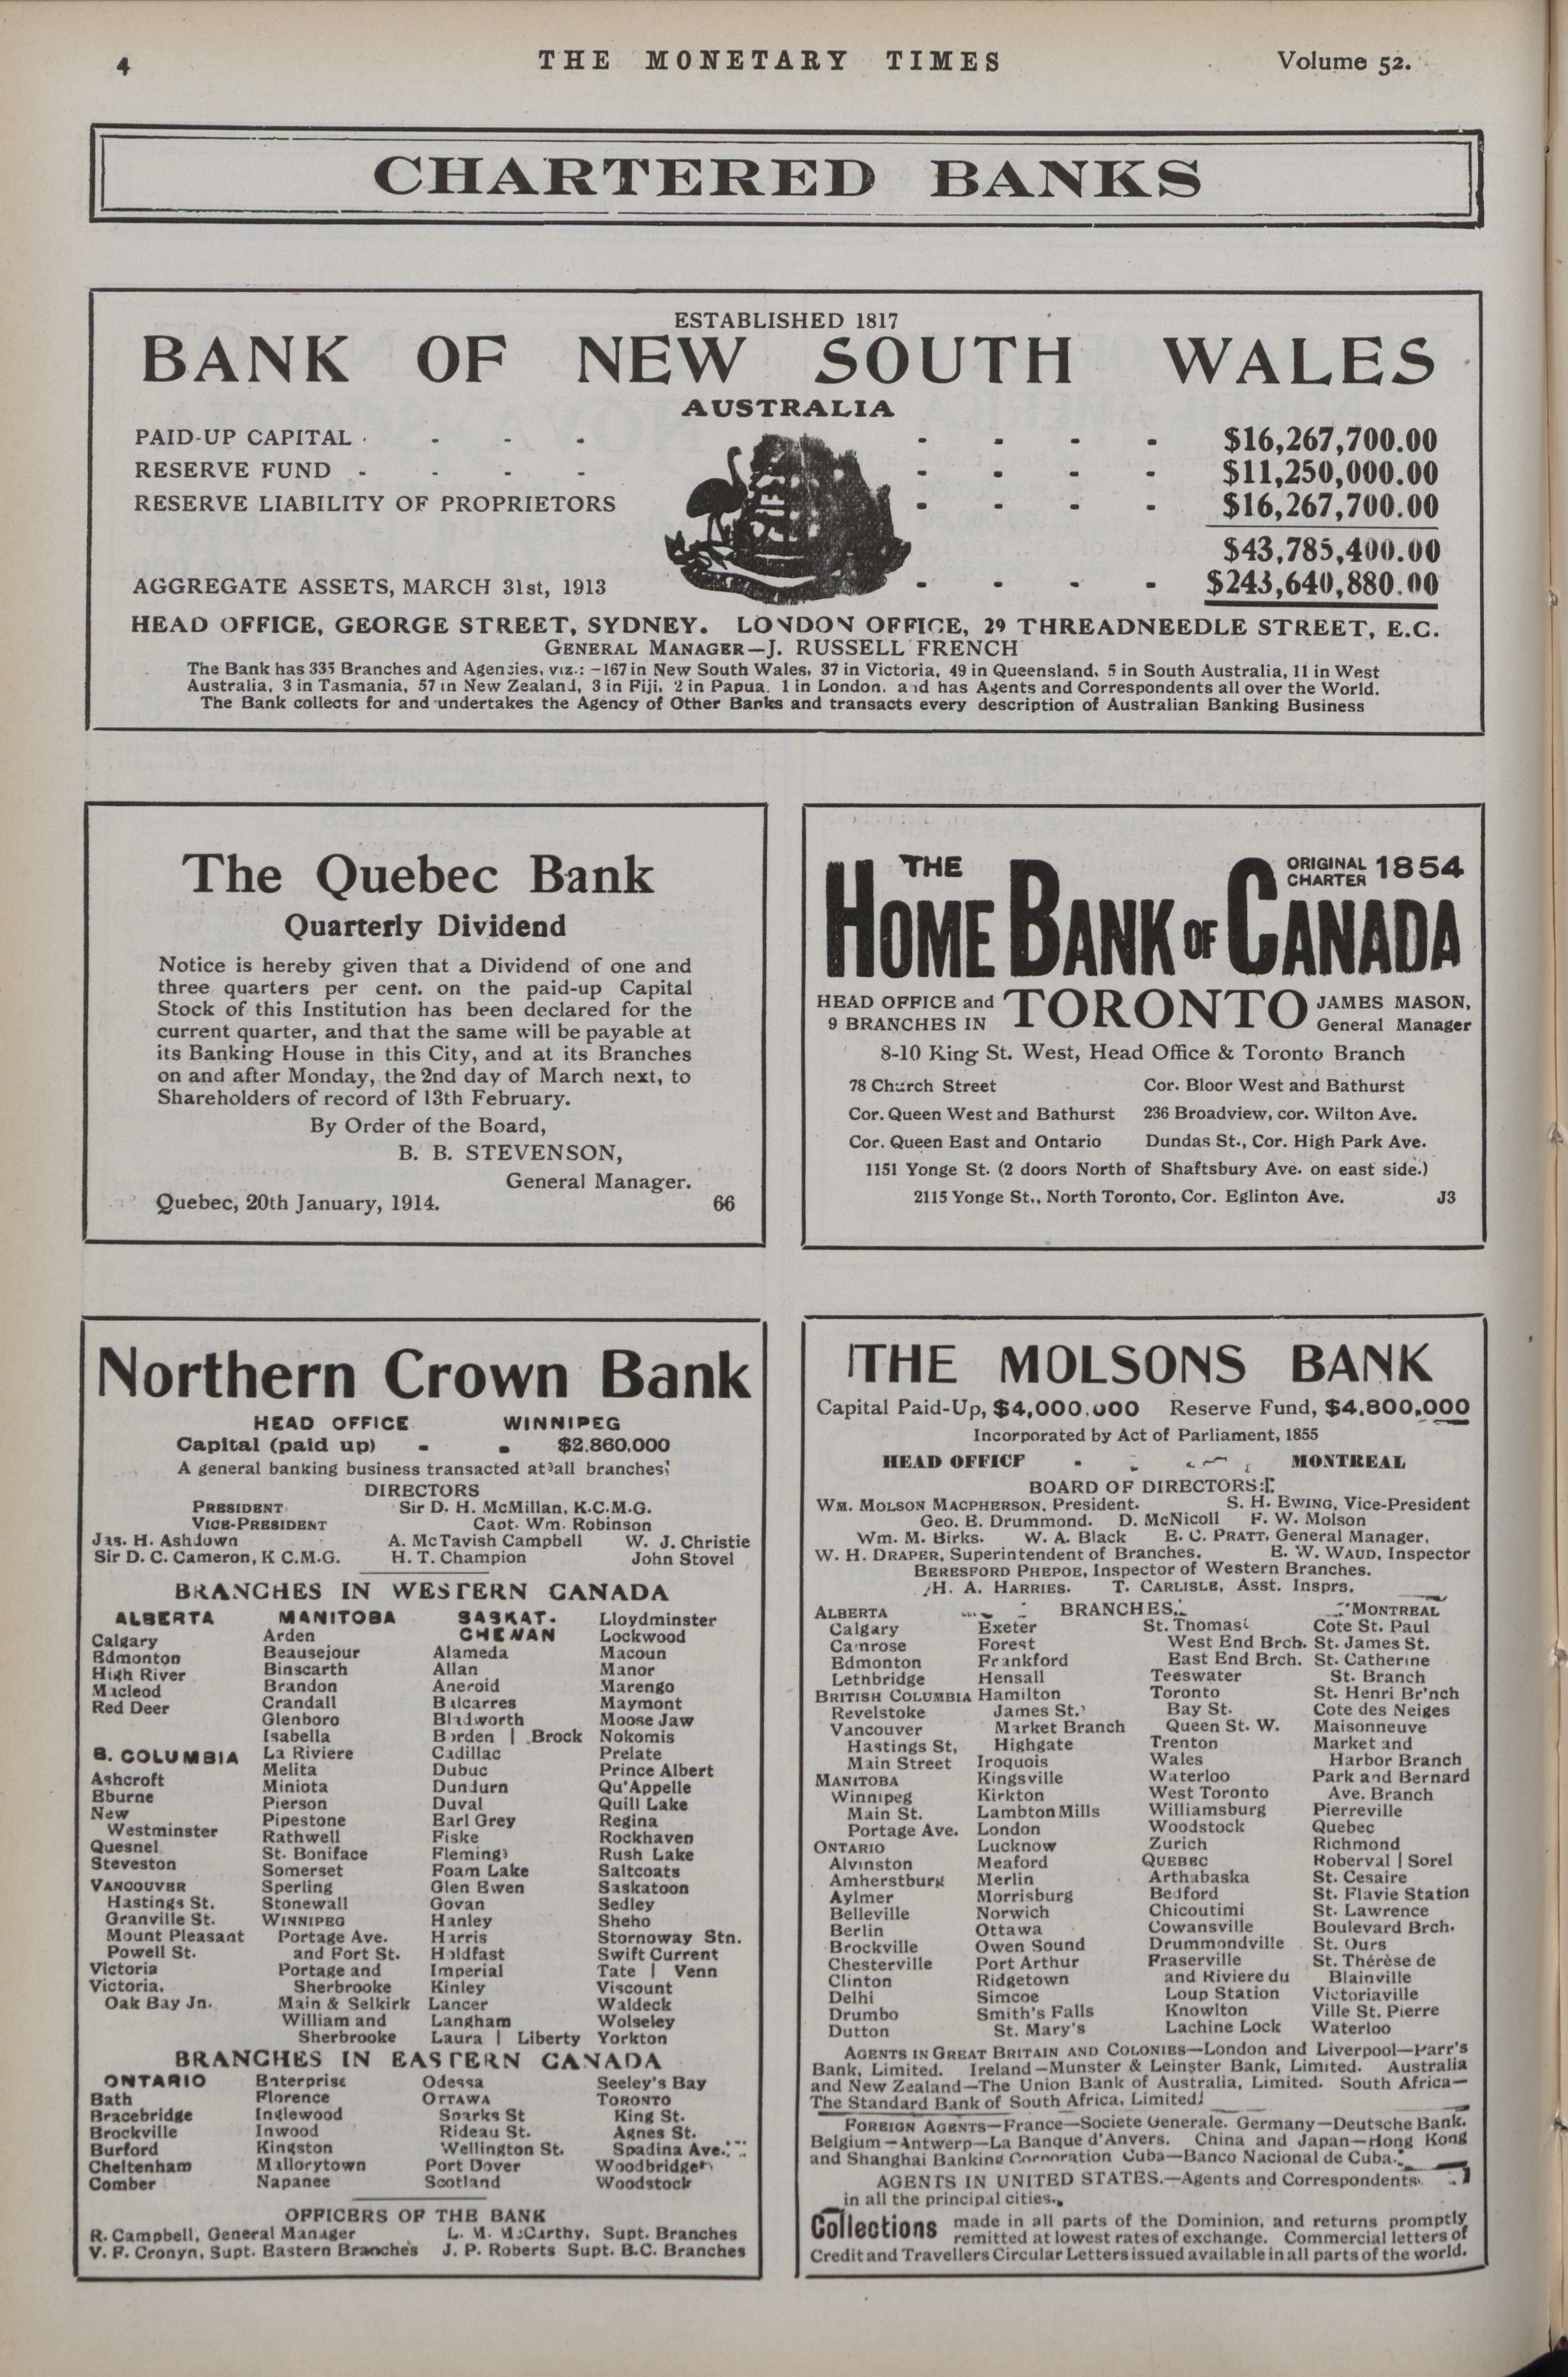 4
THE MONETARY TIMES
Volume 52.
CHARTERED BANKS
ESTABLISHED 1817
BANK OF NEW SOUTH WALES
AUSTRALIA
PAID-UP CAPITAL - - - - - - - - $16,267,700.00
RESERVE FUND - - - - - - - - $11,250,000.00
RESERVE LIABILITY OF PROPRIETORS - - - - $16,267,700.00
$43,785,400.00
AGGREGATE ASSETS, MARCH 31st, 1913 - - - - $243,640,880.00
HEAD OFFICE, GEORGE STREET, SYDNEY. LONDON OFFICE, 29 THREADNEEDLE STREET, E.C.
GENERAL MANAGER—J. RUSSELL FRENCH
The Bank has 335 Branches and Agencies, viz.: -167 in New South Wales, 37 in Victoria, 49 in Queensland, 5 in South Australia, 11 in West
Australia, 3 in Tasmania, 57 in New Zealand, 3 in Fiji, 2 in Papua, 1 in London, and has Agents and Correspondents all over the World.
The Bank collects for and undertakes the Agency of Other Banks and transacts every description of Australian Banking Business
The Quebec Bank
Quarterly Dividend
Notice is hereby given that a Dividend of one and
three quarters per cent. on the paid-up Capital
Stock of this Institution has been declared for the
current quarter, and that the same will be payable at
its Banking House in this City, and at its Branches
on and after Monday, the 2nd day of March next, to
Shareholders of record of 13th February.
By Order of the Board,
B. B. STEVENSON,
General Manager.
Quebec, 20th January, 1914. 66
THE HOME BANK OF CANADA ORIGINAL CHARTER 1854
HEAD OFFICE and 9 BRANCHES IN TORONTO JAMES MASON, General Manager
8-10 King St. West, Head Office & Toronto Branch
78 Church Street Cor. Bloor West and Bathurst
Cor. Queen West and Bathurst 236 Broadview, cor. Wilton Ave.
Cor. Queen East and Ontario Dundas St., Cor. High Park Ave.
1151 Yonge St. (2 doors North of Shaftsbury Ave. on east side.)
2115 Yonge St., North Toronto, Cor. Eglinton Ave. J3
Northern Crown Bank
HEAD OFFICE WINNIPEG
Capital (paid up) - - $2,860,000
A general banking business transacted at all branches
DIRECTORS
PRESIDENT Sir D. H. McMillan, K.C.M.G.
VICE-PRESIDENT Capt. Wm. Robinson
Jas. H. Ashdown A. McTavish Campbell W. J. Christie
Sir D. C. Cameron, K C.M.G. H. T. Champion John Stovel
BRANCHES IN WESTERN CANADA
ALBERTA
Calgary
Edmonton
High River
Macleod
Red Deer
B. COLUMBIA
Ashcroft
Eburne
New
Westminster
Quesnel
Steveston
VANCOUVER
Hastings St.
Granville St.
Mount Pleasant
Powell St.
Victoria
Victoria,
Oak Bay Jn.
MANITOBA
Arden
Beausejour
Binscarth
Brandon
Crandall
Glenboro
Isabella
La Riviere
Melita
Miniota
Pierson
Pipestone
Rathwell
St. Boniface
Somerset
Sperling
Stonewall
WINNIPEG
Portage Ave.
and Fort St.
Portage and
Sherbrooke
Main & Selkirk
William and
Sherbrooke
SASKAT-
CHEWAN
Alameda
Allan
Aneroid
Balcarres
Bladworth
Borden | Brock
Cadillac
Dubuc
Dundurn
Duval
Earl Grey
Fiske
Fleming
Foam Lake
Glen Ewen
Govan
Hanley
Harris
Holdfast
Imperial
Kinley
Lancer
Langham
Laura | Liberty
Lloydminster
Lockwood
Macoun
Manor
Marengo
Maymont
Moose Jaw
Nokomis
Prelate
Prince Albert
Qu'Appelle
Quill Lake
Regina
Rockhaven
Rush Lake
Saltcoats
Saskatoon
Sedley
Sheho
Stornoway Stn.
Swift Current
Tate | Venn
Viscount
Waldeck
Wolseley
Yorkton
BRANCHES IN EASTERN CANADA
ONTARIO
Bath
Bracebridge
Brockville
Burford
Cheltenham
Comber
Enterprise
Florence
Inglewood
Inwood
Kingston
Mallorytown
Napanee
Odessa
OTTAWA
Sparks St
Rideau St.
Wellington St.
Port Dover
Scotland
Seeley's Bay
TORONTO
King St.
Agnes St.
Spadina Ave.
Woodbridge
Woodstock
OFFICERS OF THE BANK
R. Campbell, General Manager L. M. McCarthy, Supt. Branches
V. F. Cronyn, Supt. Eastern Branches J. P. Roberts Supt. B.C. Branches
THE MOLSONS BANK
Capital Paid-Up, $4,000,000 Reserve Fund, $4,800,000
Incorporated by Act of Parliament, 1855
HEAD OFFICE - - MONTREAL
BOARD OF DIRECTORS:
WM. MOLSON MACPHERSON, President. S. H. EWING, Vice-President
Geo. E. Drummond. D. McNicoll F. W. Molson
Wm. M. Birks. W. A. Black E. C. PRATT, General Manager.
W. H. DRAPER, Superintendent of Branches. E. W. WAUD, Inspector
BERESFORD PHEPOE, Inspector of Western Branches.
H. A. HARRIES. T. CARLISLE, Asst. Insprs.
BRANCHES.
ALBERTA
Calgary
Camrose
Edmonton
Lethbridge
BRITISH COLUMBIA
Revelstoke
Vancouver
Hastings St,
Main Street
MANITOBA
Winnipeg
Main St.
Portage Ave.
ONTARIO
Alvinston
Amherstburg
Aylmer
Belleville
Berlin
Brockville
Chesterville
Clinton
Delhi
Drumbo
Dutton
Exeter
Forest
Frankford
Hensall
Hamilton
James St.
Market Branch
Highgate
Iroquois
Kingsville
Kirkton
Lambton Mills
London
Lucknow
Meaford
Merlin
Morrisburg
Norwich
Ottawa
Owen Sound
Port Arthur
Ridgetown
Simcoe
Smith's Falls
St. Mary's
St. Thomas
West End Brch.
East End Brch.
Teeswater
Toronto
Bay St.
Queen St. W.
Trenton
Wales
Waterloo
West Toronto
Williamsburg
Woodstock
Zurich
QUEBEC
Arthabaska
Bedford
Chicoutimi
Cowansville
Drummondville
Fraserville
and Riviere du
Loup Station
Knowlton
Lachine Lock
MONTREAL
Cote St. Paul
St. James St.
St. Catherine
St. Branch
St. Henri Br'nch
Cote des Neiges
Maisonneuve
Market and
Harbor Branch
Park and Bernard
Ave. Branch
Pierreville
Quebec
Richmond
Roberval | Sorel
St. Cesaire
St. Flavie Station
St. Lawrence
Boulevard Brch.
St. Ours
St. Thérèse de
Blainville
Victoriaville
Ville St. Pierre
Waterloo
AGENTS IN GREAT BRITAIN AND COLONIES—London and Liverpool—Parr's
Bank, Limited. Ireland—Munster & Leinster Bank, Limited. Australia
and New Zealand—The Union Bank of Australia, Limited. South Africa—
The Standard Bank of South Africa, Limited.
FOREIGN AGENTS—France—Societe Generale. Germany—Deutsche Bank.
Belgium—Antwerp—La Banque d'Anvers. China and Japan—Hong Kong
and Shanghai Banking Corporation Cuba—Banco Nacional de Cuba.
AGENTS IN UNITED STATES.—Agents and Correspondents
in all the principal cities.
Collections made in all parts of the Dominion, and returns promptly
remitted at lowest rates of exchange. Commercial letters of
Credit and Travellers Circular Letters issued available in all parts of the world.